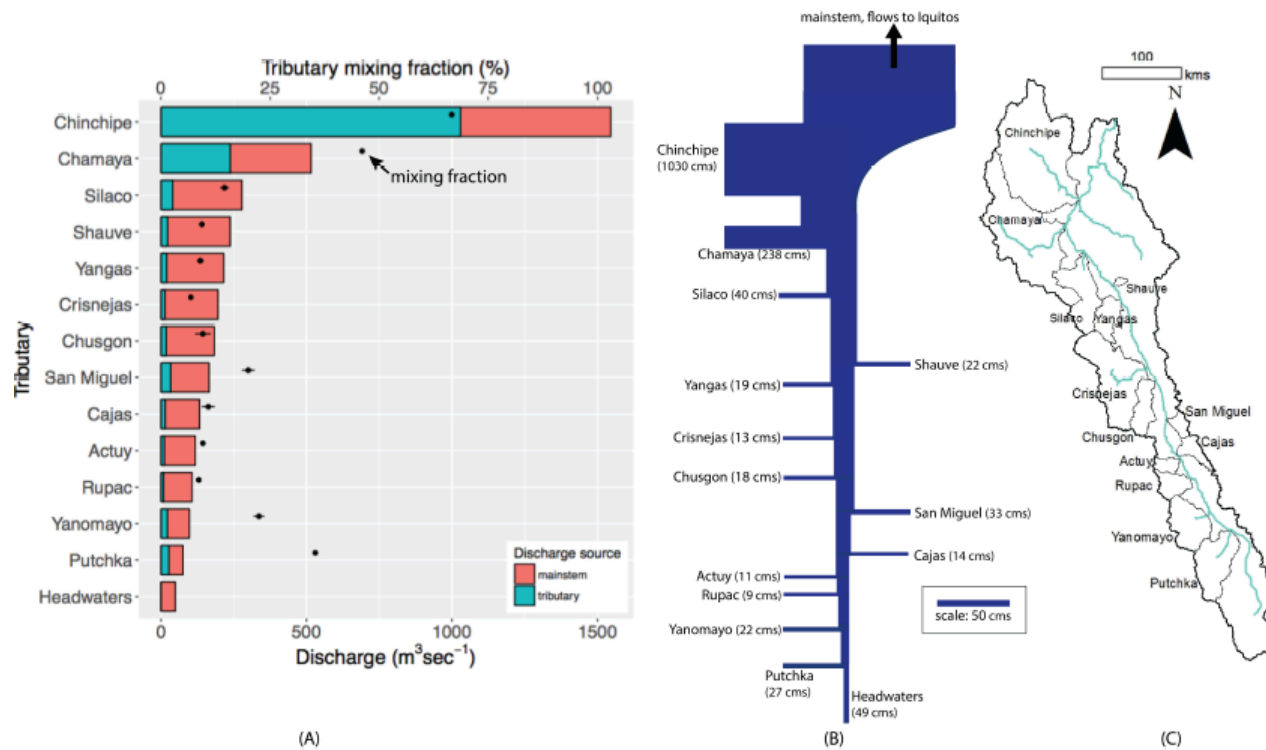 Tributary mixing fraction (%)
0 25 50 75 100
Tributary
Chinchipe
Chamaya
Silaco
Shauve
Yangas
Crisnejas
Chusgon
San Miguel
Cajas
Actuy
Rupac
Yanomayo
Putchka
Headwaters
mixing fraction
Discharge source
mainstem
tributary
0 500 1000 1500
Discharge (m³sec⁻¹)
(A)
mainstem, flows to Iquitos
Chinchipe
(1030 cms)
Chamaya (238 cms)
Silaco (40 cms)
Shauve (22 cms)
Yangas (19 cms)
Crisnejas (13 cms)
Chusgon (18 cms)
San Miguel (33 cms)
Cajas (14 cms)
Actuy (11 cms)
Rupac (9 cms)
Yanomayo (22 cms)
Putchka
(27 cms)
Headwaters
(49 cms)
scale: 50 cms
(B)
100
kms
N
Chinchipe
Chamaya
Shauve
Silaco
Yangas
Crisnejas
San Miguel
Chusgon
Cajas
Actuy
Rupac
Yanomayo
Putchka
(C)